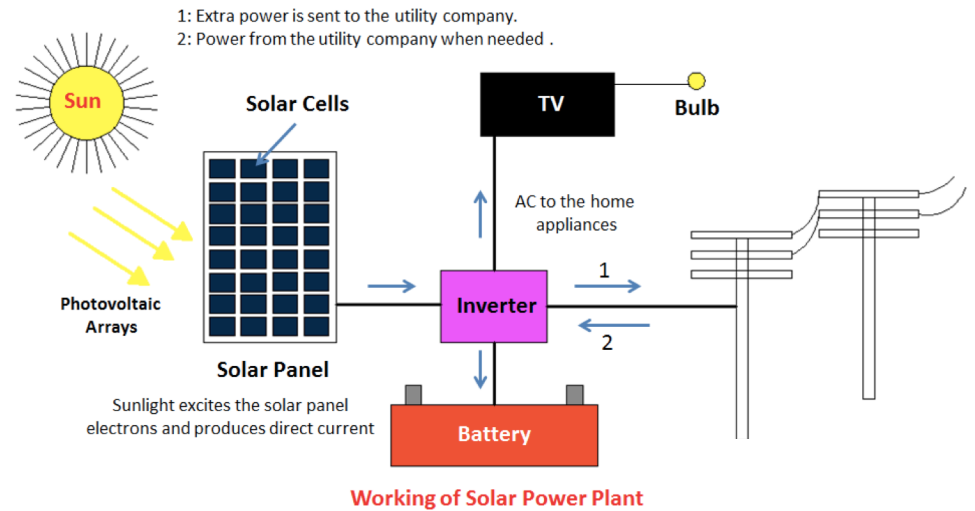 1: Extra power is sent to the utility company.
2: Power from the utility company when needed .
Sun
Solar Cells
TV
Bulb
AC to the home
appliances
Photovoltaic
Arrays
1
Inverter
2
Solar Panel
Sunlight excites the solar panel
electrons and produces direct current
Battery
Working of Solar Power Plant